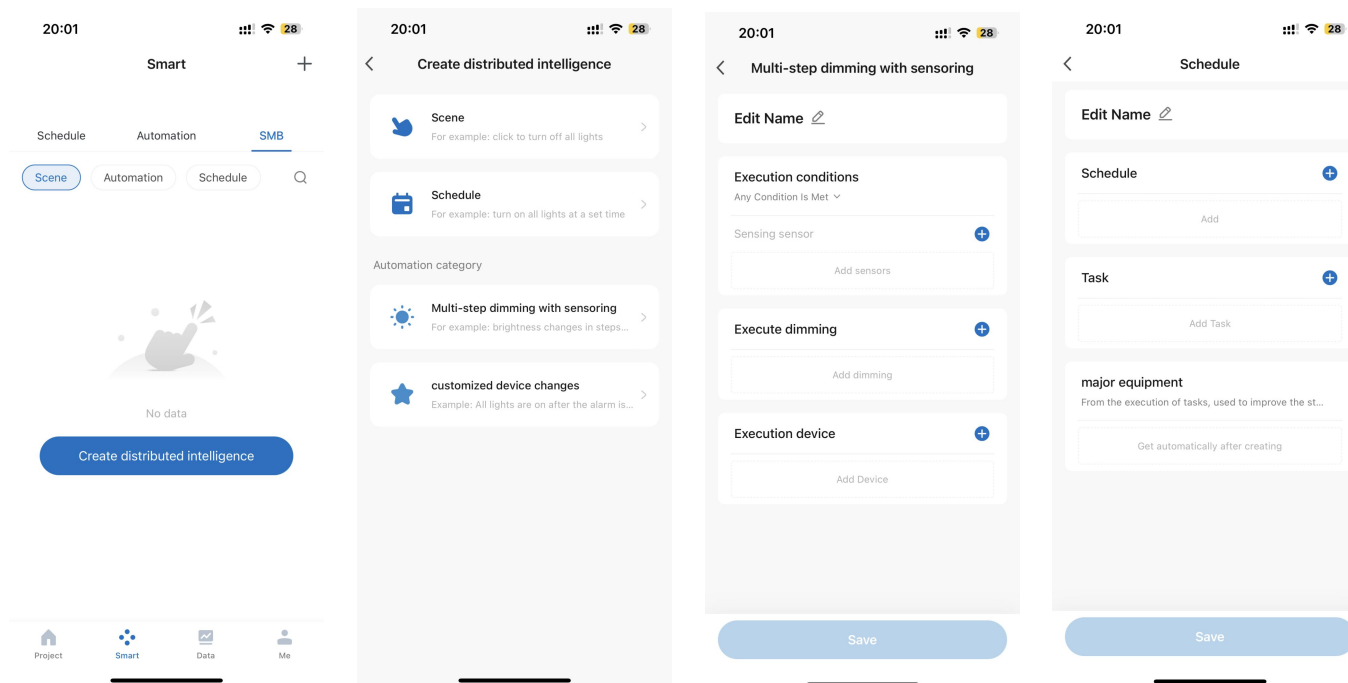 20:01
28
Smart
Schedule
Automation
SMB
Scene
Automation
Schedule
No data
Create distributed intelligence
Project
Smart
Data
Me
20:01
28
Create distributed intelligence
Scene
For example: click to turn off all lights
Schedule
For example: turn on all lights at a set time
Automation category
Multi-step dimming with sensoring
For example: brightness changes in steps...
customized device changes
Example: All lights are on after the alarm is...
20:01
28
Multi-step dimming with sensoring
Edit Name
Execution conditions
Any Condition Is Met
Sensing sensor
Add sensors
Execute dimming
Add dimming
Execution device
Add Device
Save
20:01
28
Schedule
Edit Name
Schedule
Add
Task
Add Task
major equipment
From the execution of tasks, used to improve the st...
Get automatically after creating
Save